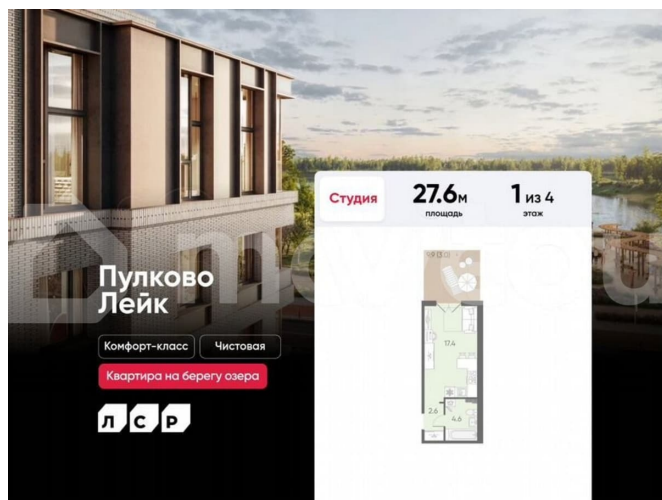 Студия
27.6м
площадь
1 из 4
этаж
17.4
2.6
4.6
Пулково
Лейк
Комфорт-класс
Чистовая
Квартира на берегу озера
ЛСР